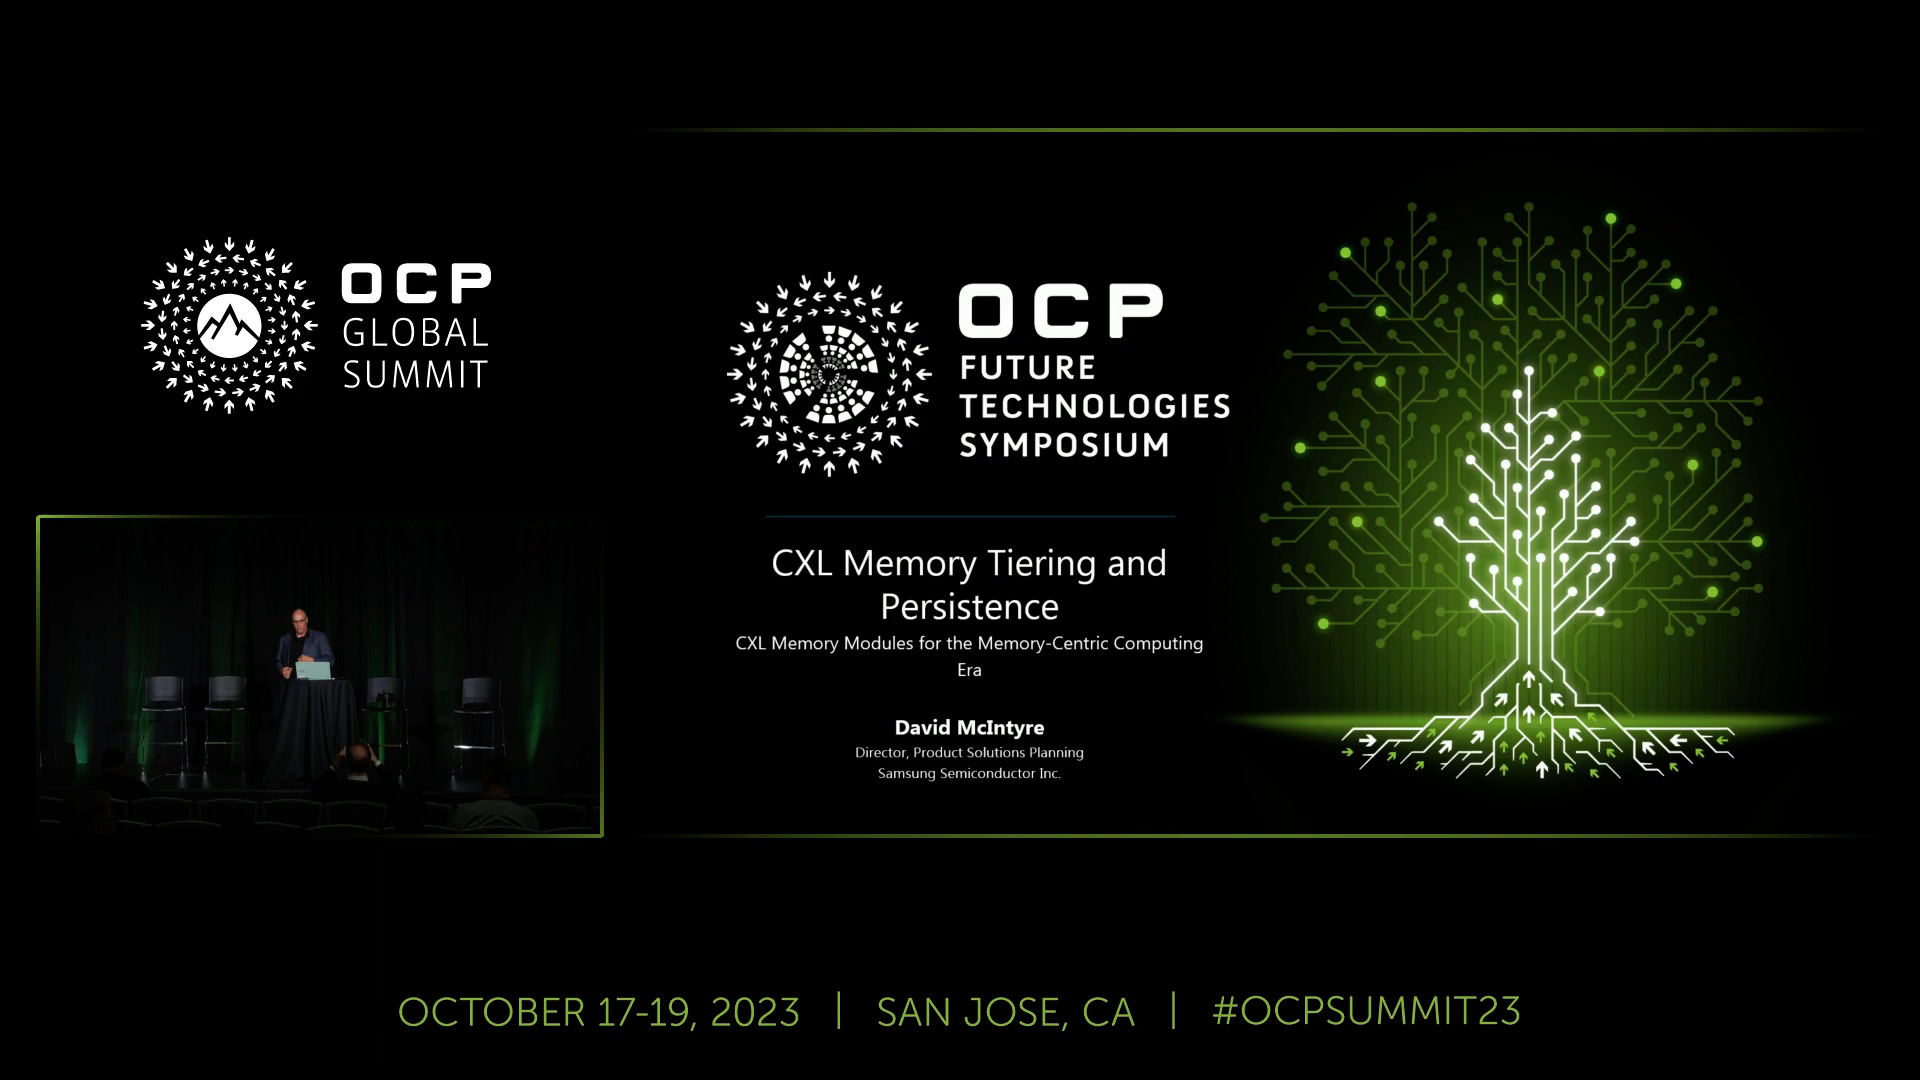 OCP
GLOBAL
SUMMIT
OCP
FUTURE
TECHNOLOGIES
SYMPOSIUM
CXL Memory Tiering and
Persistence
CXL Memory Modules for the Memory-Centric Computing
Era
David McIntyre
Director, Product Solutions Planning
Samsung Semiconductor Inc.
OCTOBER 17-19, 2023 | SAN JOSE, CA | #OCPSUMMIT23